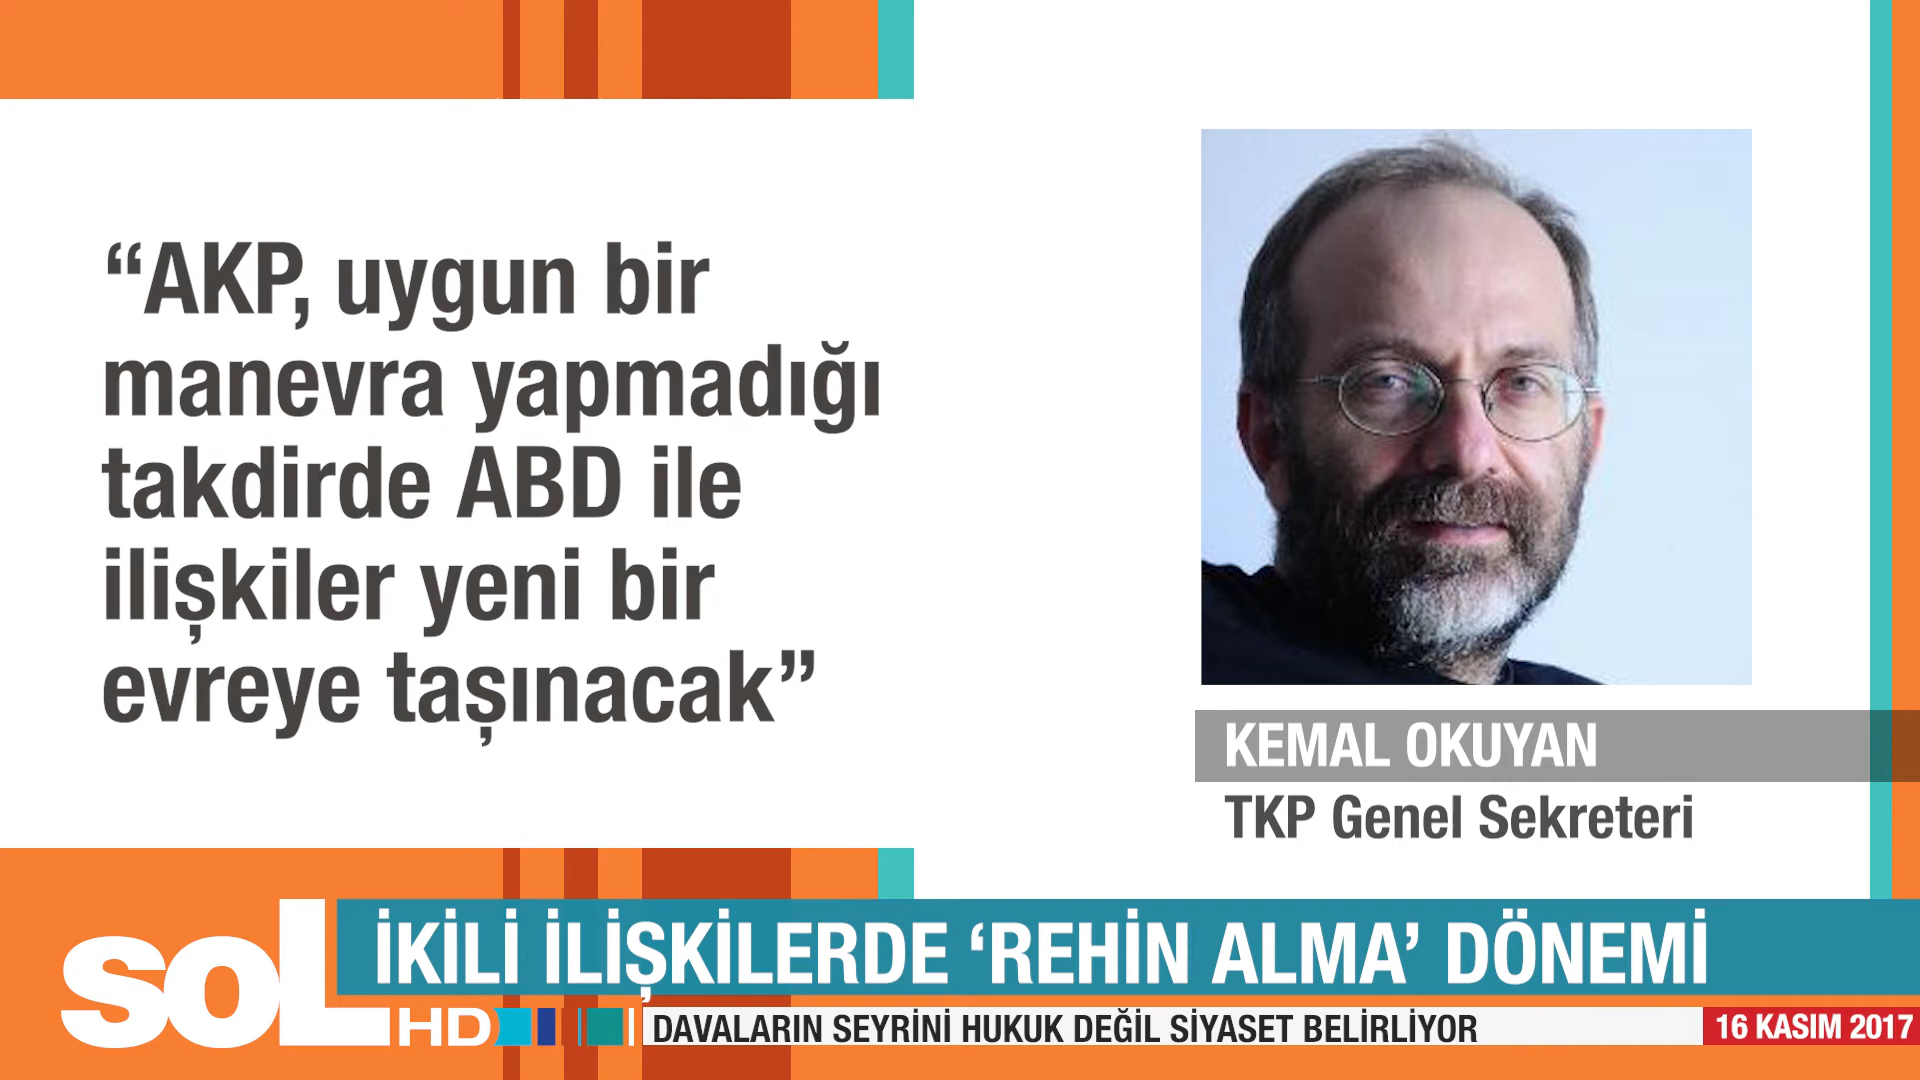 “AKP, uygun bir
manevra yapmadığı
takdirde ABD ile
ilişkiler yeni bir
evreye taşınacak”
KEMAL OKUYAN
TKP Genel Sekreteri
soL
HD
İKİLİ İLİŞKİLERDE ‘REHİN ALMA’ DÖNEMİ
DAVALARIN SEYRİNİ HUKUK DEĞİL SİYASET BELİRLİYOR
16 KASIM 2017